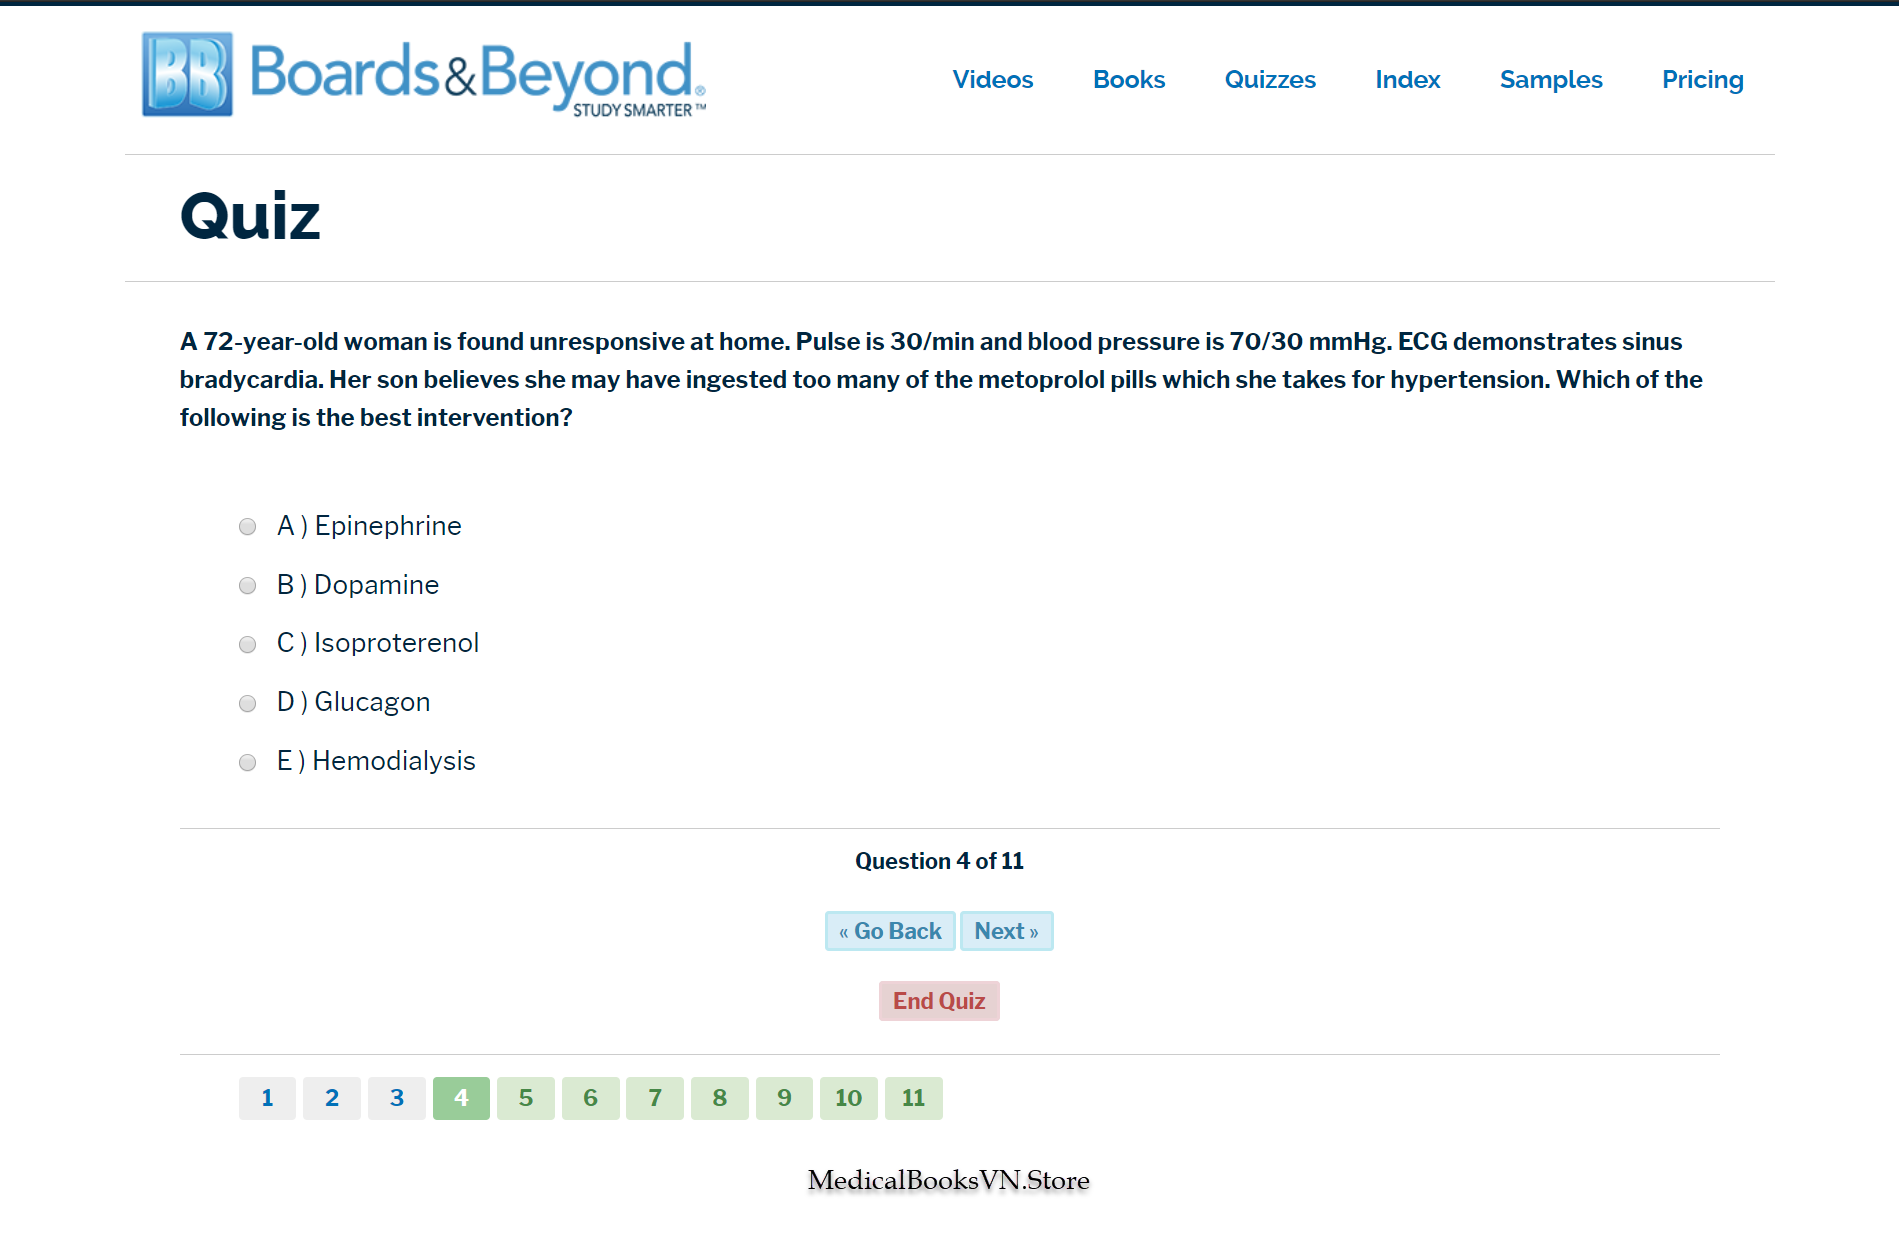 BB Boards&Beyond®
STUDY SMARTER™
Videos Books Quizzes Index Samples Pricing
Quiz
A 72-year-old woman is found unresponsive at home. Pulse is 30/min and blood pressure is 70/30 mmHg. ECG demonstrates sinus
bradycardia. Her son believes she may have ingested too many of the metoprolol pills which she takes for hypertension. Which of the
following is the best intervention?
A ) Epinephrine
B ) Dopamine
C ) Isoproterenol
D ) Glucagon
E ) Hemodialysis
Question 4 of 11
« Go Back Next »
End Quiz
1 2 3 4 5 6 7 8 9 10 11
MedicalBooksVN.Store